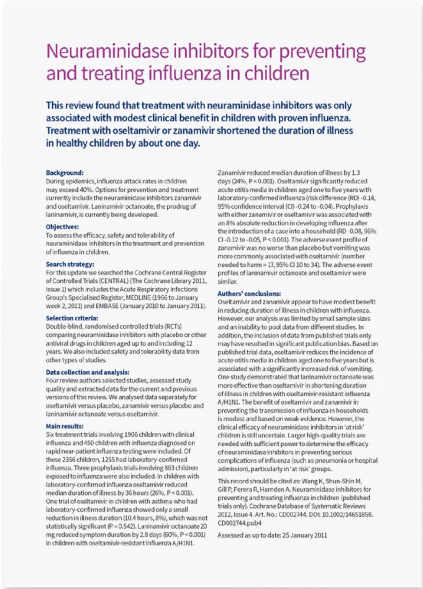 Neuraminidase inhibitors for preventing
and treating influenza in children
This review found that treatment with neuraminidase inhibitors was only
associated with modest clinical benefit in children with proven influenza.
Treatment with oseltamivir or zanamivir shortened the duration of illness
in healthy children by about one day.
Background:
During epidemics, influenza attack rates in children
may exceed 40%. Options for prevention and treatment
currently include the neuraminidase inhibitors zanamivir
and oseltamivir. Laninamivir octanoate, the prodrug of
laninamivir, is currently being developed.
Objectives:
To assess the efficacy, safety and tolerability of
neuraminidase inhibitors in the treatment and prevention
of influenza in children.
Search strategy:
For this update we searched the Cochrane Central Register
of Controlled Trials (CENTRAL) (The Cochrane Library 2011,
Issue 1) which includes the Acute Respiratory Infections
Group's Specialised Register, MEDLINE (1966 to January
week 2, 2011) and EMBASE (January 2010 to January 2011).
Selection criteria:
Double-blind, randomised controlled trials (RCTs)
comparing neuraminidase inhibitors with placebo or other
antiviral drugs in children aged up to and including 12
years. We also included safety and tolerability data from
other types of studies.
Data collection and analysis:
Four review authors selected studies, assessed study
quality and extracted data for the current and previous
versions of this review. We analysed data separately for
oseltamivir versus placebo, zanamivir versus placebo and
laninamivir octanoate versus oseltamivir.
Main results:
Six treatment trials involving 1906 children with clinical
influenza and 450 children with influenza diagnosed on
rapid near-patient influenza testing were included. Of
these 2356 children, 1255 had laboratory-confirmed
influenza. Three prophylaxis trials involving 863 children
exposed to influenza were also included. In children with
laboratory-confirmed influenza oseltamivir reduced
median duration of illness by 36 hours (26%, P < 0.001).
One trial of oseltamivir in children with asthma who had
laboratory-confirmed influenza showed only a small
reduction in illness duration (10.4 hours, 8%), which was not
statistically significant (P = 0.542). Laninamivir octanoate 20
mg reduced symptom duration by 2.8 days (60%, P < 0.001)
in children with oseltamivir-resistant influenza A/H1N1.
Zanamivir reduced median duration of illness by 1.3
days (24%, P < 0.001). Oseltamivir significantly reduced
acute otitis media in children aged one to five years with
laboratory-confirmed influenza (risk difference (RD) -0.14,
95% confidence interval (CI) -0.24 to -0.04). Prophylaxis
with either zanamivir or oseltamivir was associated with
an 8% absolute reduction in developing influenza after
the introduction of a case into a household (RD -0.08, 95%
CI -0.12 to -0.05, P < 0.001). The adverse event profile of
zanamivir was no worse than placebo but vomiting was
more commonly associated with oseltamivir (number
needed to harm = 17, 95% CI 10 to 34). The adverse event
profiles of laninamivir octanoate and oseltamivir were
similar.
Authors' conclusions:
Oseltamivir and zanamivir appear to have modest benefit
in reducing duration of illness in children with influenza.
However, our analysis was limited by small sample sizes
and an inability to pool data from different studies. In
addition, the inclusion of data from published trials only
may have resulted in significant publication bias. Based on
published trial data, oseltamivir reduces the incidence of
acute otitis media in children aged one to five years but is
associated with a significantly increased risk of vomiting.
One study demonstrated that laninamivir octanoate was
more effective than oseltamivir in shortening duration
of illness in children with oseltamivir-resistant influenza
A/H1N1. The benefit of oseltamivir and zanamivir in
preventing the transmission of influenza in households
is modest and based on weak evidence. However, the
clinical efficacy of neuraminidase inhibitors in 'at risk'
children is still uncertain. Larger high-quality trials are
needed with sufficient power to determine the efficacy
of neuraminidase inhibitors in preventing serious
complications of influenza (such as pneumonia or hospital
admission), particularly in 'at risk' groups.
This record should be cited as: Wang K, Shun-Shin M,
Gill P, Perera R, Harnden A. Neuraminidase inhibitors for
preventing and treating influenza in children (published
trials only). Cochrane Database of Systematic Reviews
2012, Issue 4. Art. No.: CD002744. DOI: 10.1002/14651858.
CD002744.pub4
Assessed as up to date: 25 January 2011